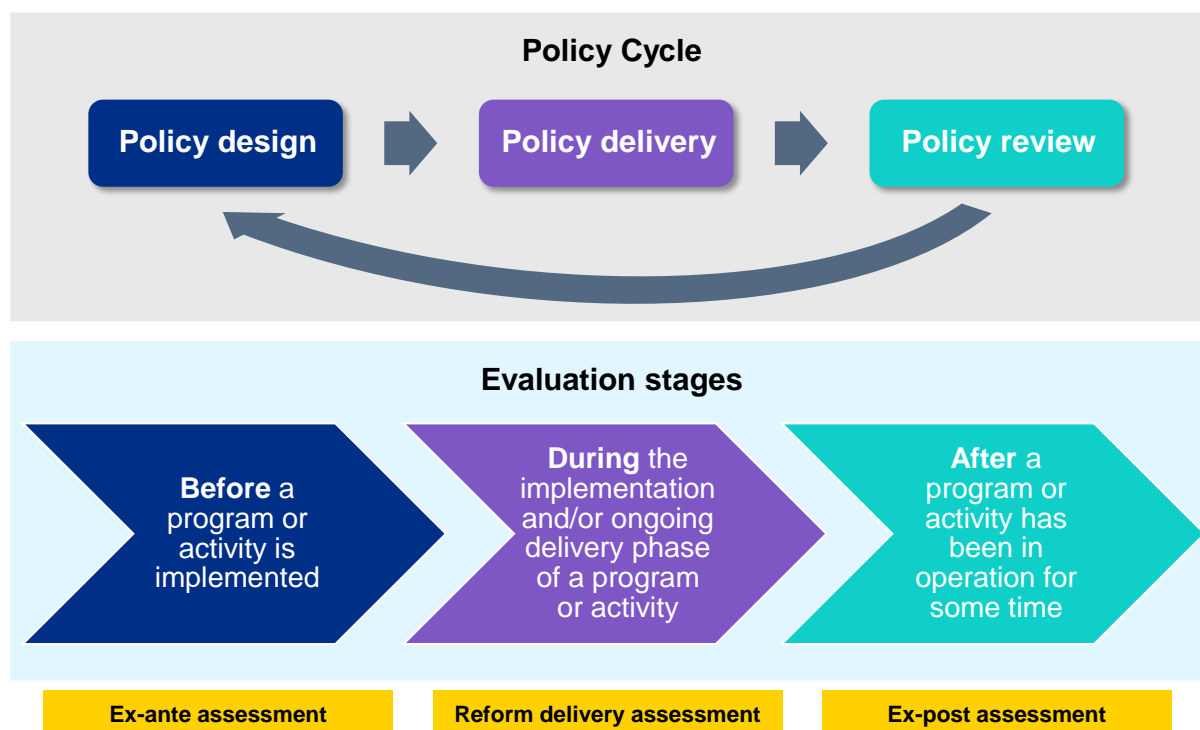 Policy Cycle
Policy design
Policy delivery
Policy review
Evaluation stages
Before a
program or
activity is
implemented
During the
implementation
and/or ongoing
delivery phase
of a program
or activity
After a
program or
activity has
been in
operation for
some time
Ex-ante assessment
Reform delivery assessment
Ex-post assessment